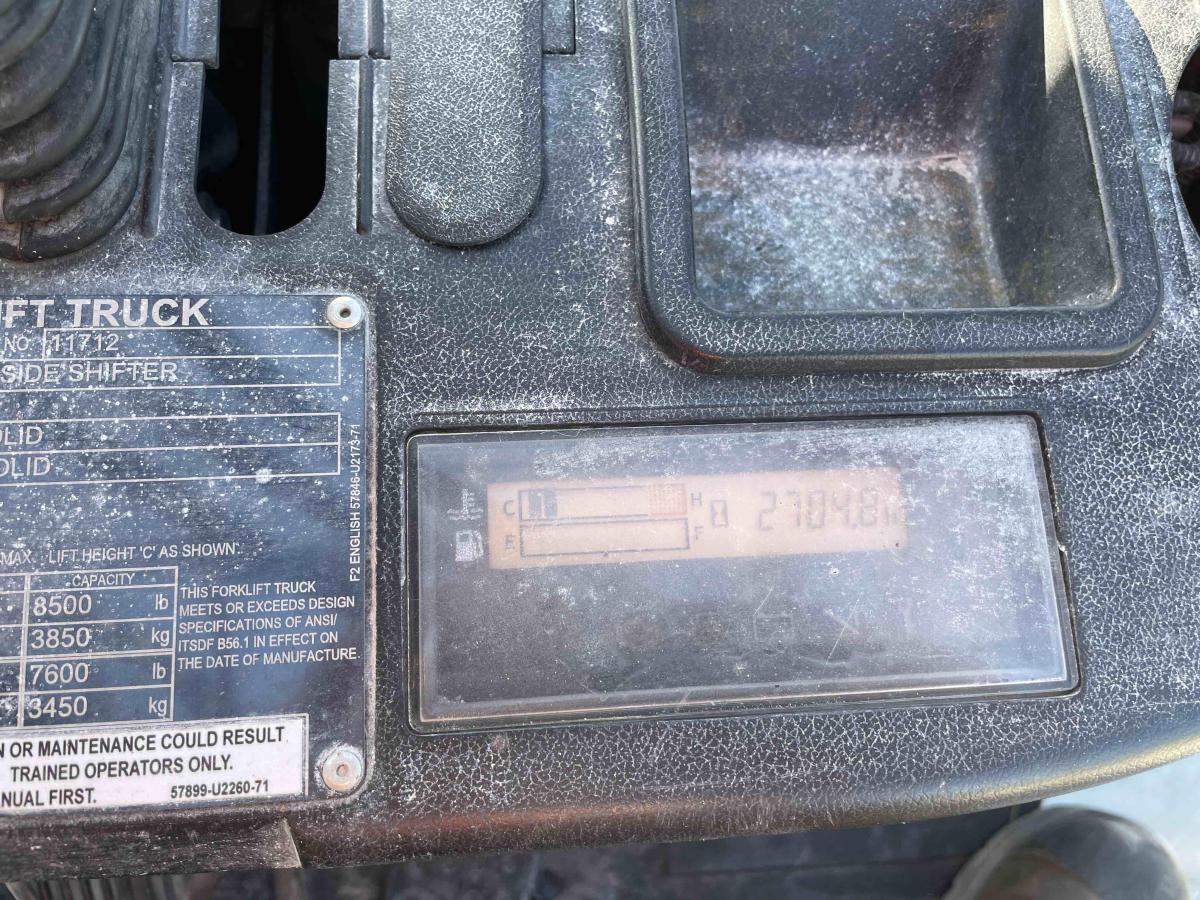 IFT TRUCK
NO. 11712
SIDE SHIFTER
OLID
OLID
MAX. LIFT HEIGHT 'C' AS SHOWN.
CAPACITY
8500 lb
3850 kg
7600 lb
3450 kg
THIS FORKLIFT TRUCK
MEETS OR EXCEEDS DESIGN
SPECIFICATIONS OF ANSI/
ITSDF B56.1 IN EFFECT ON
THE DATE OF MANUFACTURE.
F2 ENGLISH 57846-U2173-71
N OR MAINTENANCE COULD RESULT
TRAINED OPERATORS ONLY.
NUAL FIRST. 57899-U2260-71
C H 2784.8
E F